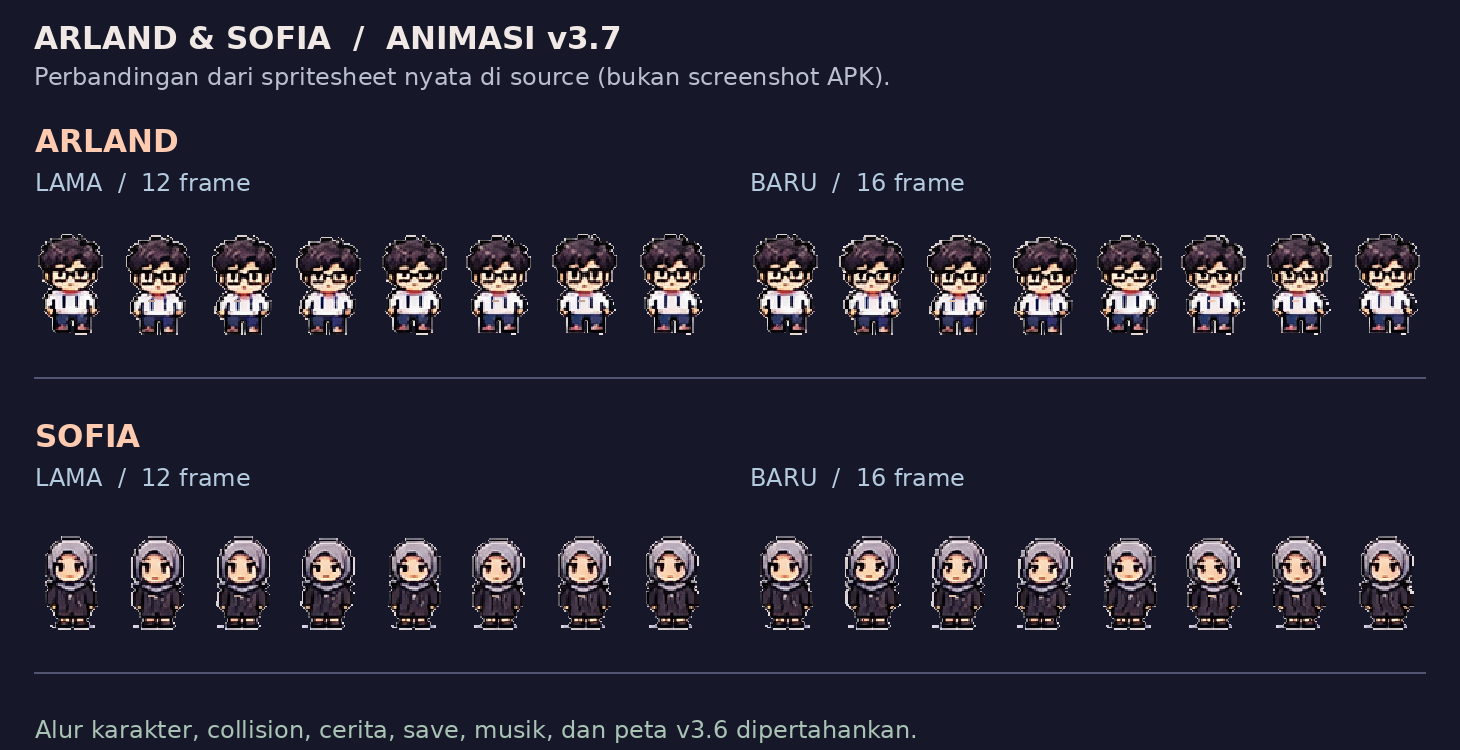 ARLAND & SOFIA / ANIMASI v3.7
Perbandingan dari spritesheet nyata di source (bukan screenshot APK).
ARLAND
LAMA / 12 frame
BARU / 16 frame
SOFIA
LAMA / 12 frame
BARU / 16 frame
Alur karakter, collision, cerita, save, musik, dan peta v3.6 dipertahankan.